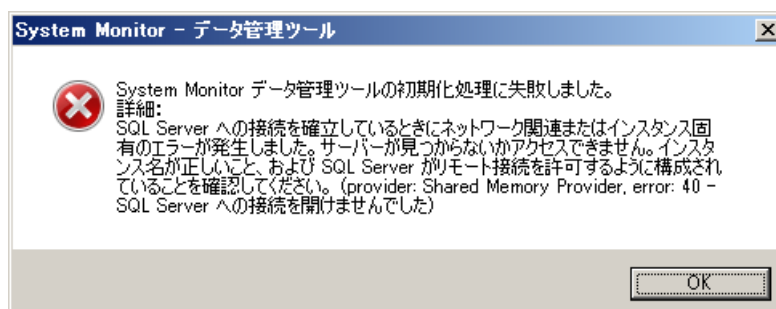 System Monitor - データ管理ツール
System Monitor データ管理ツールの初期化処理に失敗しました。
詳細:
SQL Server への接続を確立しているときにネットワーク関連またはインスタンス固
有のエラーが発生しました。サーバーが見つからないかアクセスできません。インスタ
ンス名が正しいこと、および SQL Server がリモート接続を許可するように構成され
ていることを確認してください。 (provider: Shared Memory Provider, error: 40 -
SQL Server への接続を開けませんでした)
OK